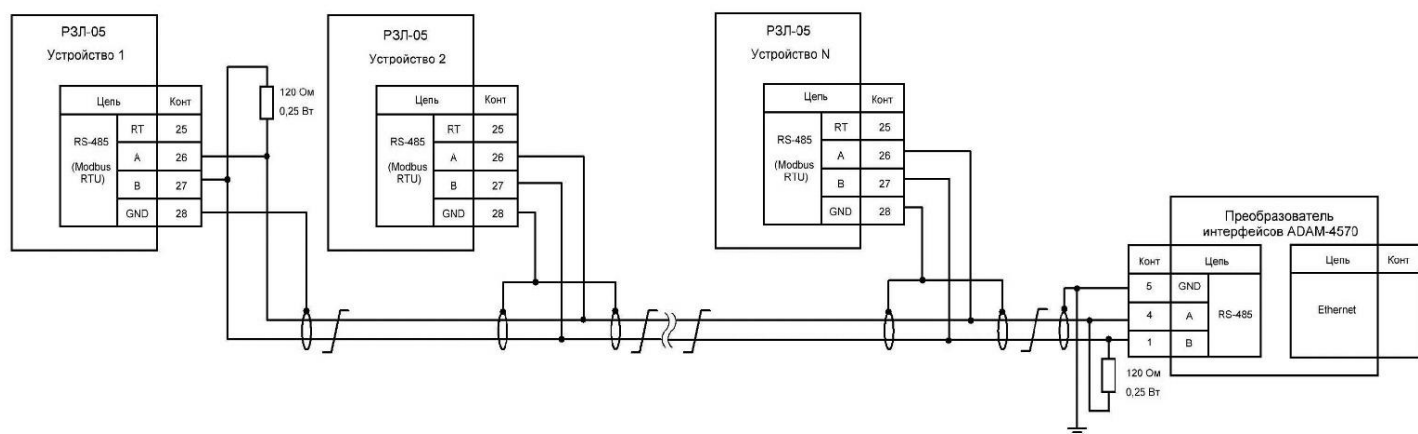 РЗЛ-05
Устройство 1
Цепь Конт
RS-485
(Modbus
RTU)
RT 25
A 26
B 27
GND 28
120 Ом
0,25 Вт
РЗЛ-05
Устройство 2
Цепь Конт
RS-485
(Modbus
RTU)
RT 25
A 26
B 27
GND 28
РЗЛ-05
Устройство N
Цепь Конт
RS-485
(Modbus
RTU)
RT 25
A 26
B 27
GND 28
Преобразователь
интерфейсов ADAM-4570
Конт Цепь
5 GND
4 A
1 B
RS-485
Цепь Конт
Ethernet
120 Ом
0,25 Вт